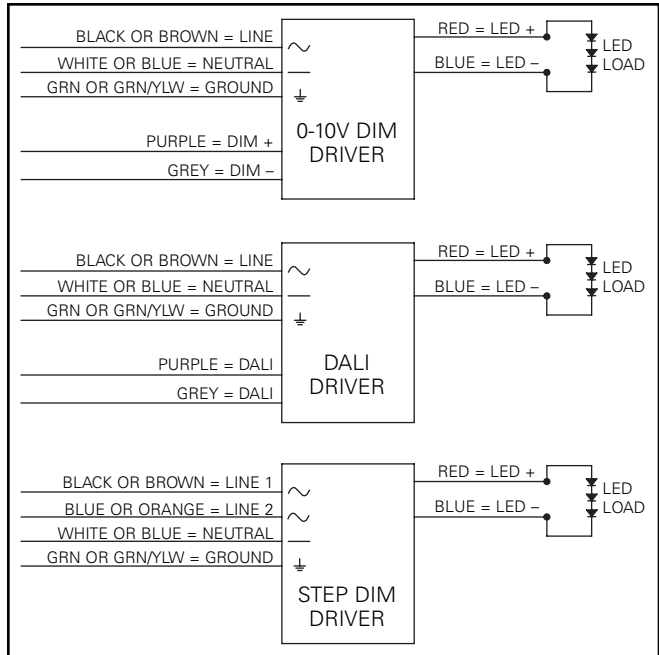 BLACK OR BROWN = LINE
WHITE OR BLUE = NEUTRAL
GRN OR GRN/YLW = GROUND
PURPLE = DIM +
GREY = DIM –
0-10V DIM
DRIVER
RED = LED +
BLUE = LED –
LED
LOAD
BLACK OR BROWN = LINE
WHITE OR BLUE = NEUTRAL
GRN OR GRN/YLW = GROUND
PURPLE = DALI
GREY = DALI
DALI
DRIVER
RED = LED +
BLUE = LED –
LED
LOAD
BLACK OR BROWN = LINE 1
BLUE OR ORANGE = LINE 2
WHITE OR BLUE = NEUTRAL
GRN OR GRN/YLW = GROUND
STEP DIM
DRIVER
RED = LED +
BLUE = LED –
LED
LOAD